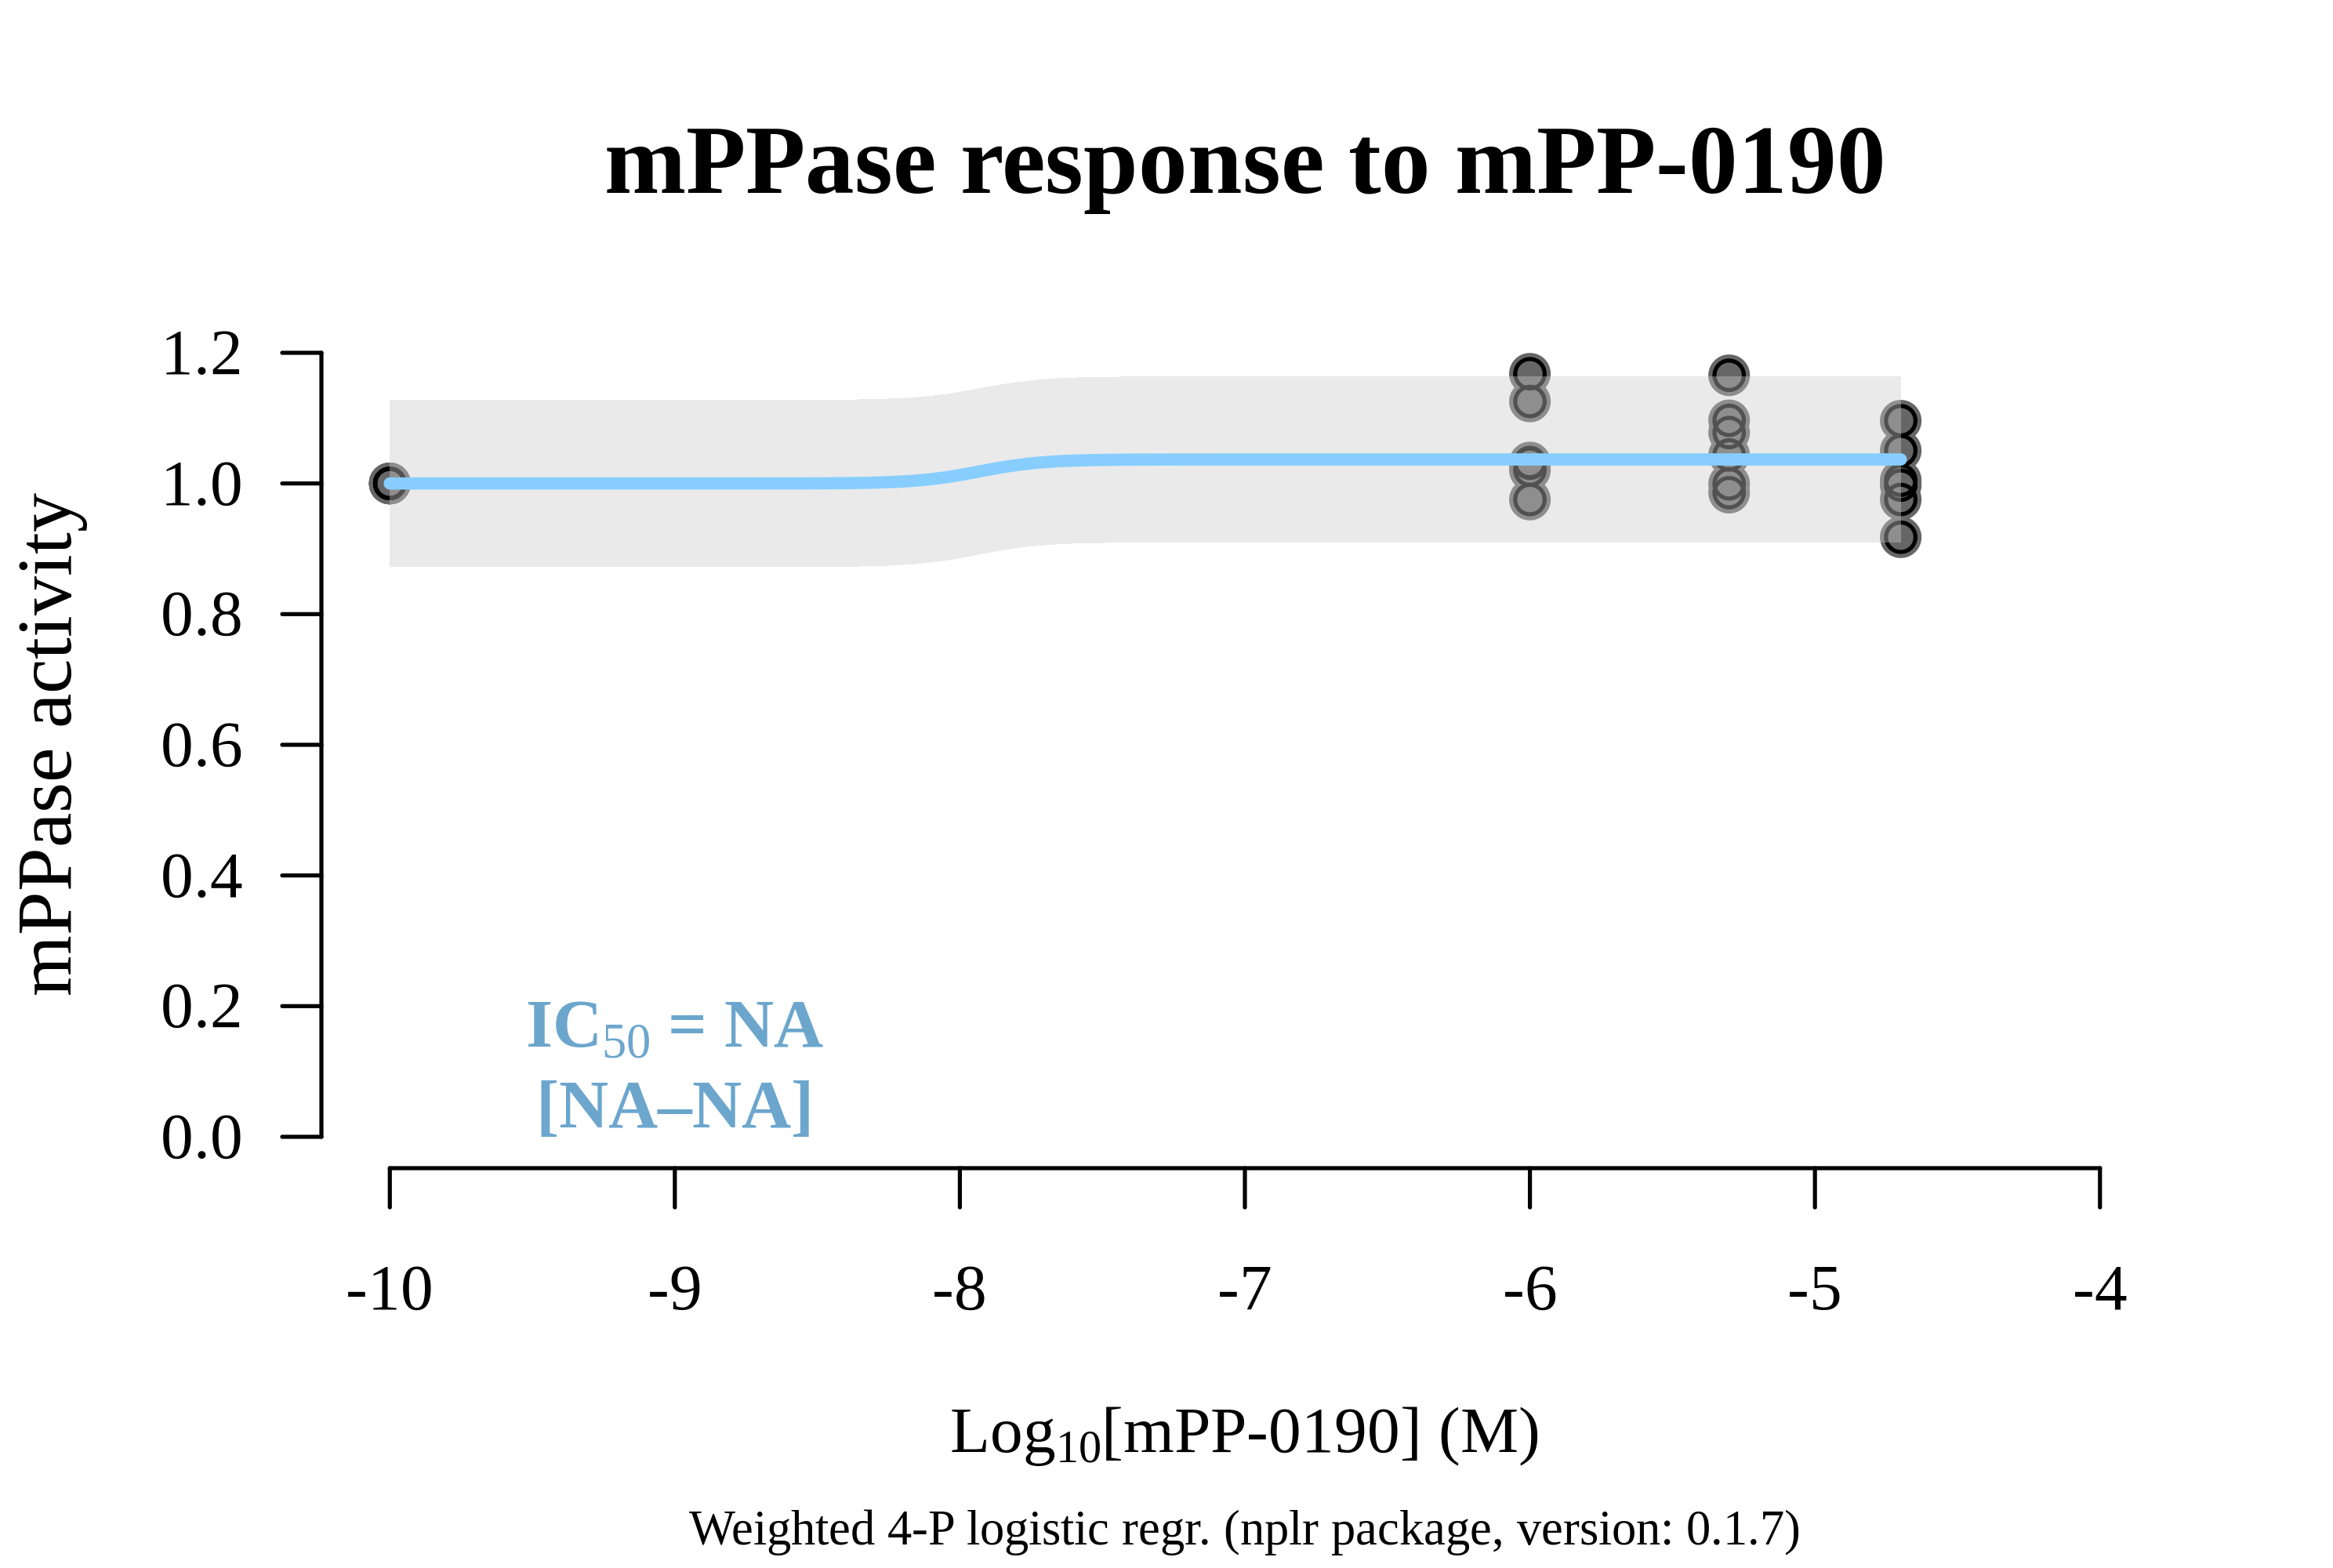 mPPase response to mPP-0190
mPPase activity
1.2
1.0
0.8
0.6
0.4
0.2
0.0
IC50 = NA
[NA–NA]
-10 -9 -8 -7 -6 -5 -4
Log10[mPP-0190] (M)
Weighted 4-P logistic regr. (nplr package, version: 0.1.7)